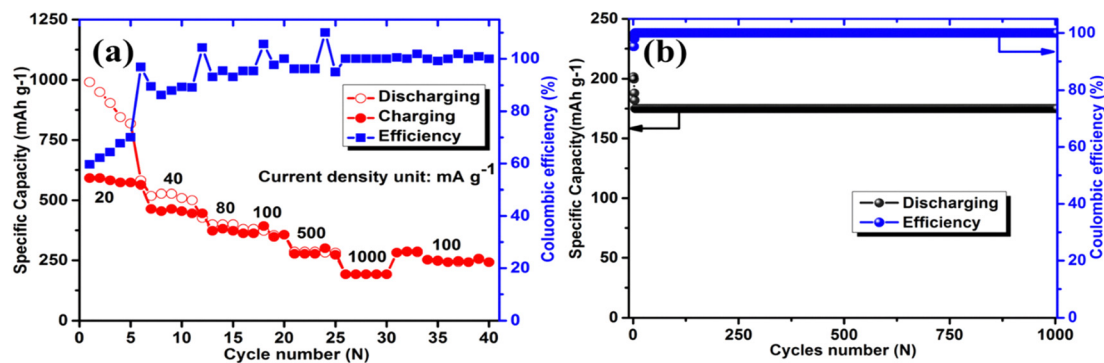 (a)
1250
1000
750
500
250
0
Specific Capacity (mAh g-1)
Discharging
Charging
Efficiency
Current density unit: mA g-1
20
40
80
100
500
1000
100
100
80
60
40
20
0
Coluombic efficiency (%)
0 5 10 15 20 25 30 35 40
Cycle number (N)
(b)
250
200
150
100
50
0
Specific Capacity(mAh g-1)
Discharging
Efficiency
100
80
60
40
20
0
Coulombic efficiency (%)
0 250 500 750 1000
Cycles number (N)